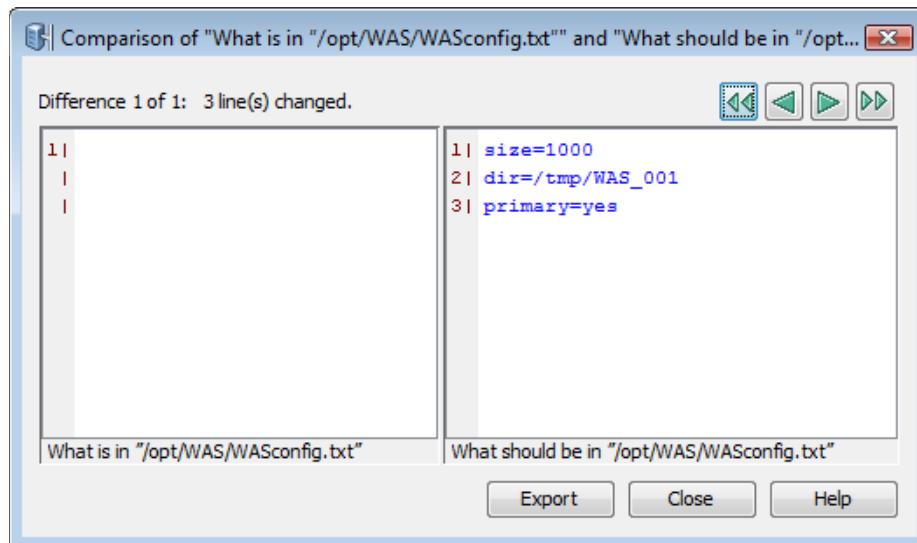 Comparison of "What is in "/opt/WAS/WASconfig.txt"" and "What should be in "/opt...
Difference 1 of 1: 3 line(s) changed.
1|
|
|
1| size=1000
2| dir=/tmp/WAS_001
3| primary=yes
What is in "/opt/WAS/WASconfig.txt"
What should be in "/opt/WAS/WASconfig.txt"
Export Close Help